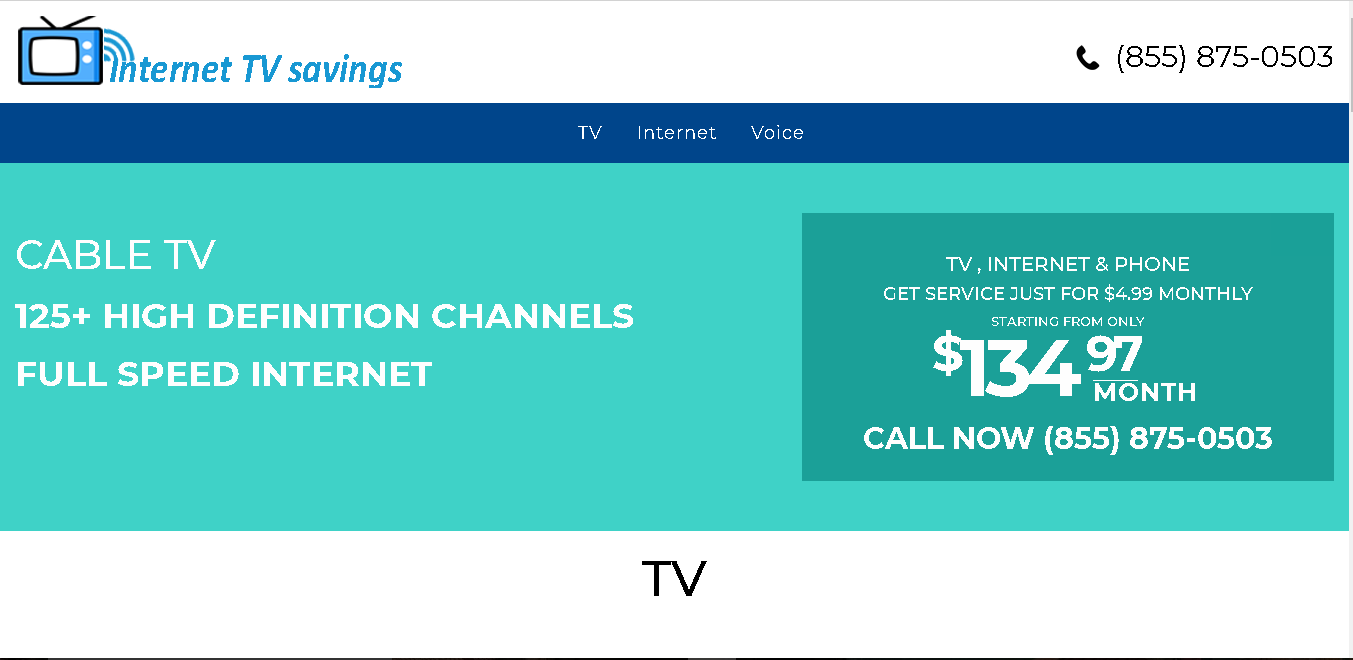 Internet TV savings
(855) 875-0503
TV Internet Voice
CABLE TV
125+ HIGH DEFINITION CHANNELS
FULL SPEED INTERNET
TV , INTERNET & PHONE
GET SERVICE JUST FOR $4.99 MONTHLY
STARTING FROM ONLY
$134 97
MONTH
CALL NOW (855) 875-0503
TV